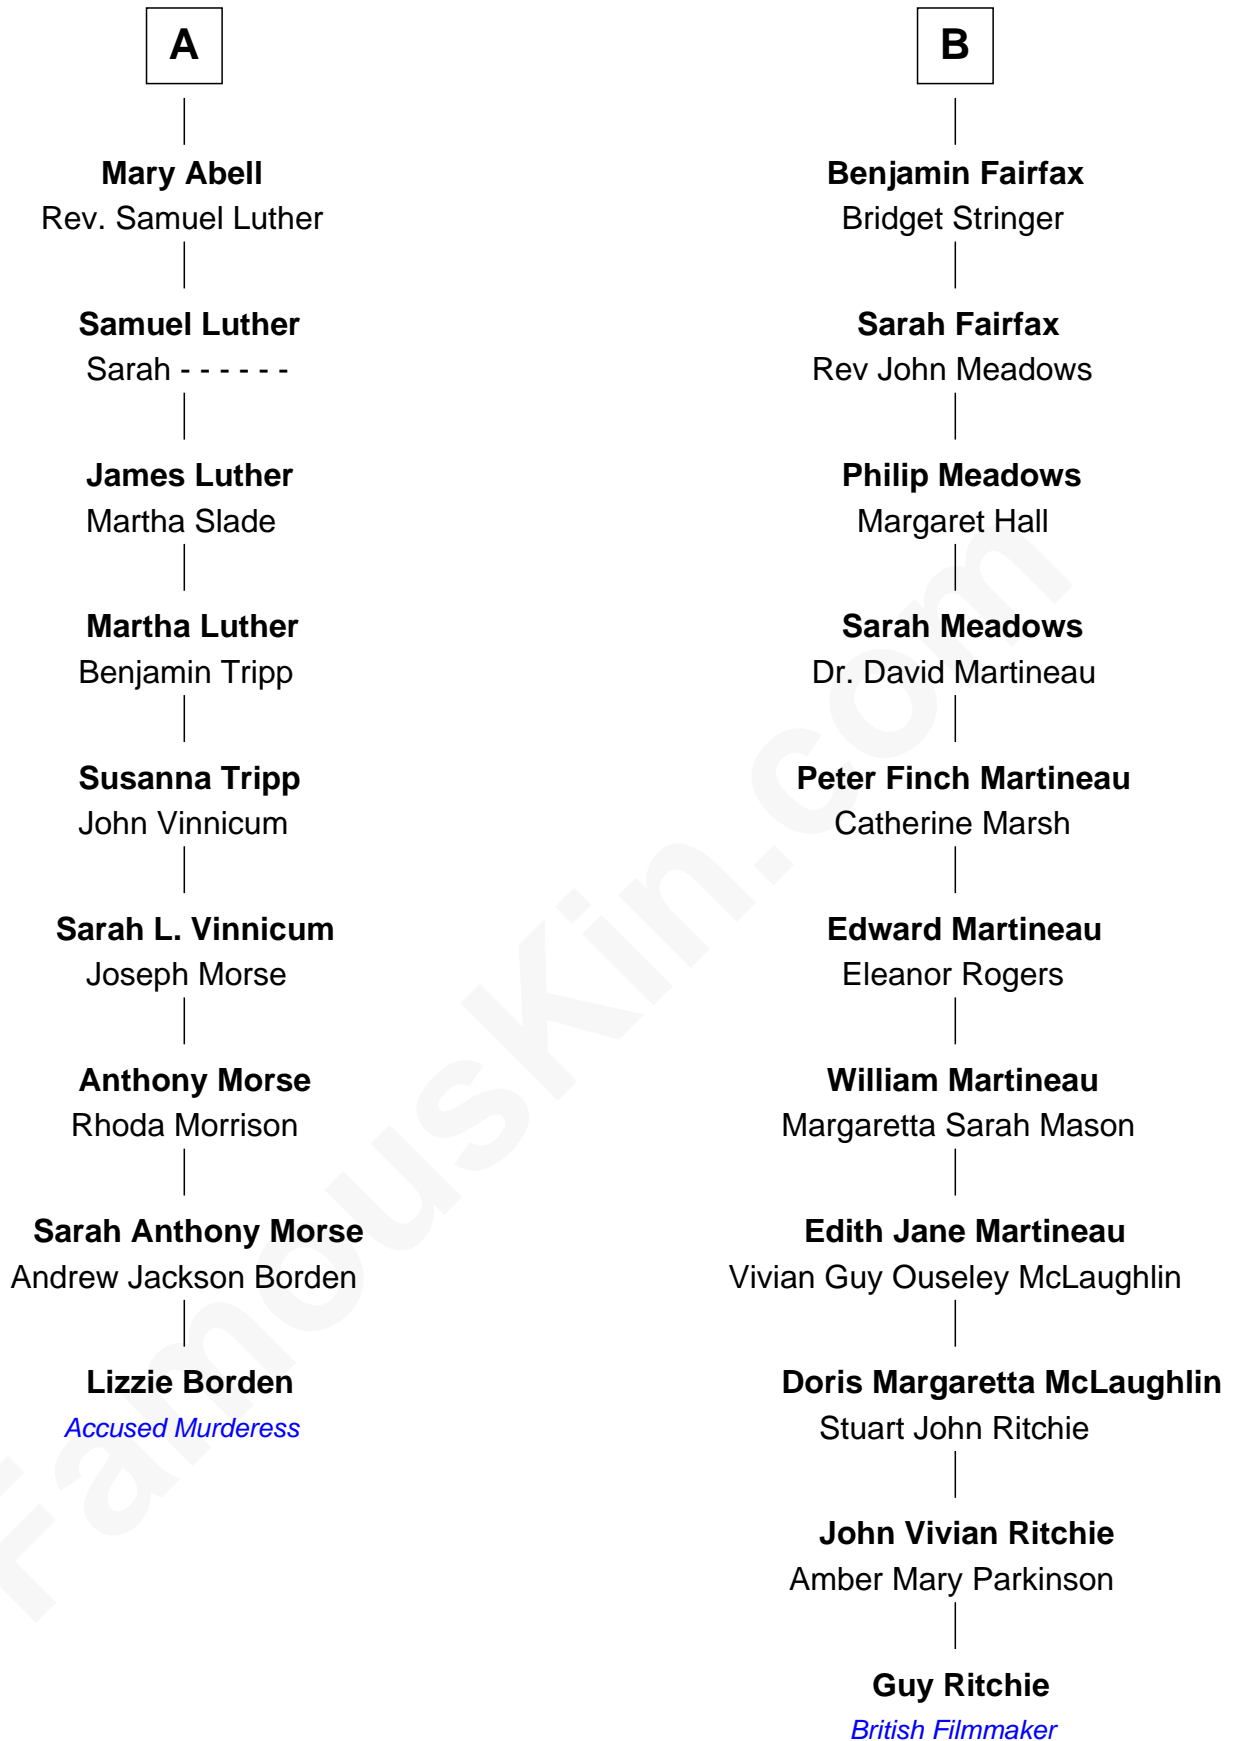 A
Mary Abell
Rev. Samuel Luther
Samuel Luther
Sarah - - - - - -
James Luther
Martha Slade
Martha Luther
Benjamin Tripp
Susanna Tripp
John Vinnicum
Sarah L. Vinnicum
Joseph Morse
Anthony Morse
Rhoda Morrison
Sarah Anthony Morse
Andrew Jackson Borden
Lizzie Borden
Accused Murderess
B
Benjamin Fairfax
Bridget Stringer
Sarah Fairfax
Rev John Meadows
Philip Meadows
Margaret Hall
Sarah Meadows
Dr. David Martineau
Peter Finch Martineau
Catherine Marsh
Edward Martineau
Eleanor Rogers
William Martineau
Margaretta Sarah Mason
Edith Jane Martineau
Vivian Guy Ouseley McLaughlin
Doris Margaretta McLaughlin
Stuart John Ritchie
John Vivian Ritchie
Amber Mary Parkinson
Guy Ritchie
British Filmmaker
FamousKin.com